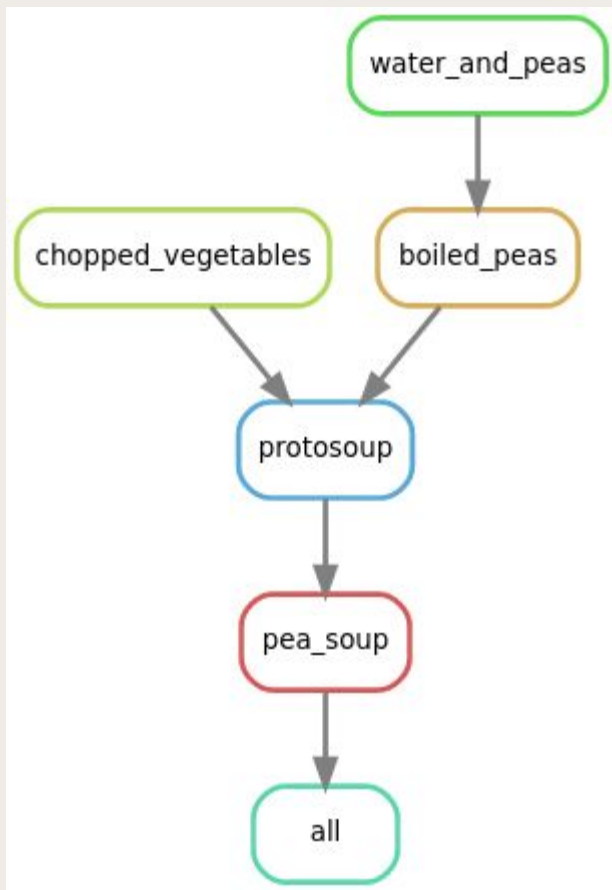 water_and_peas
chopped_vegetables
boiled_peas
protosoup
pea_soup
all